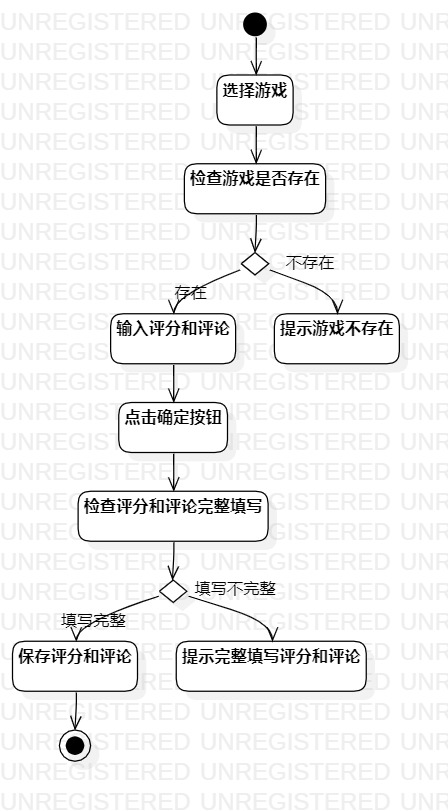 选择游戏
检查游戏是否存在
不存在
存在
输入评分和评论
提示游戏不存在
点击确定按钮
检查评分和评论完整填写
填写不完整
填写完整
保存评分和评论
提示完整填写评分和评论
UNREGISTERED